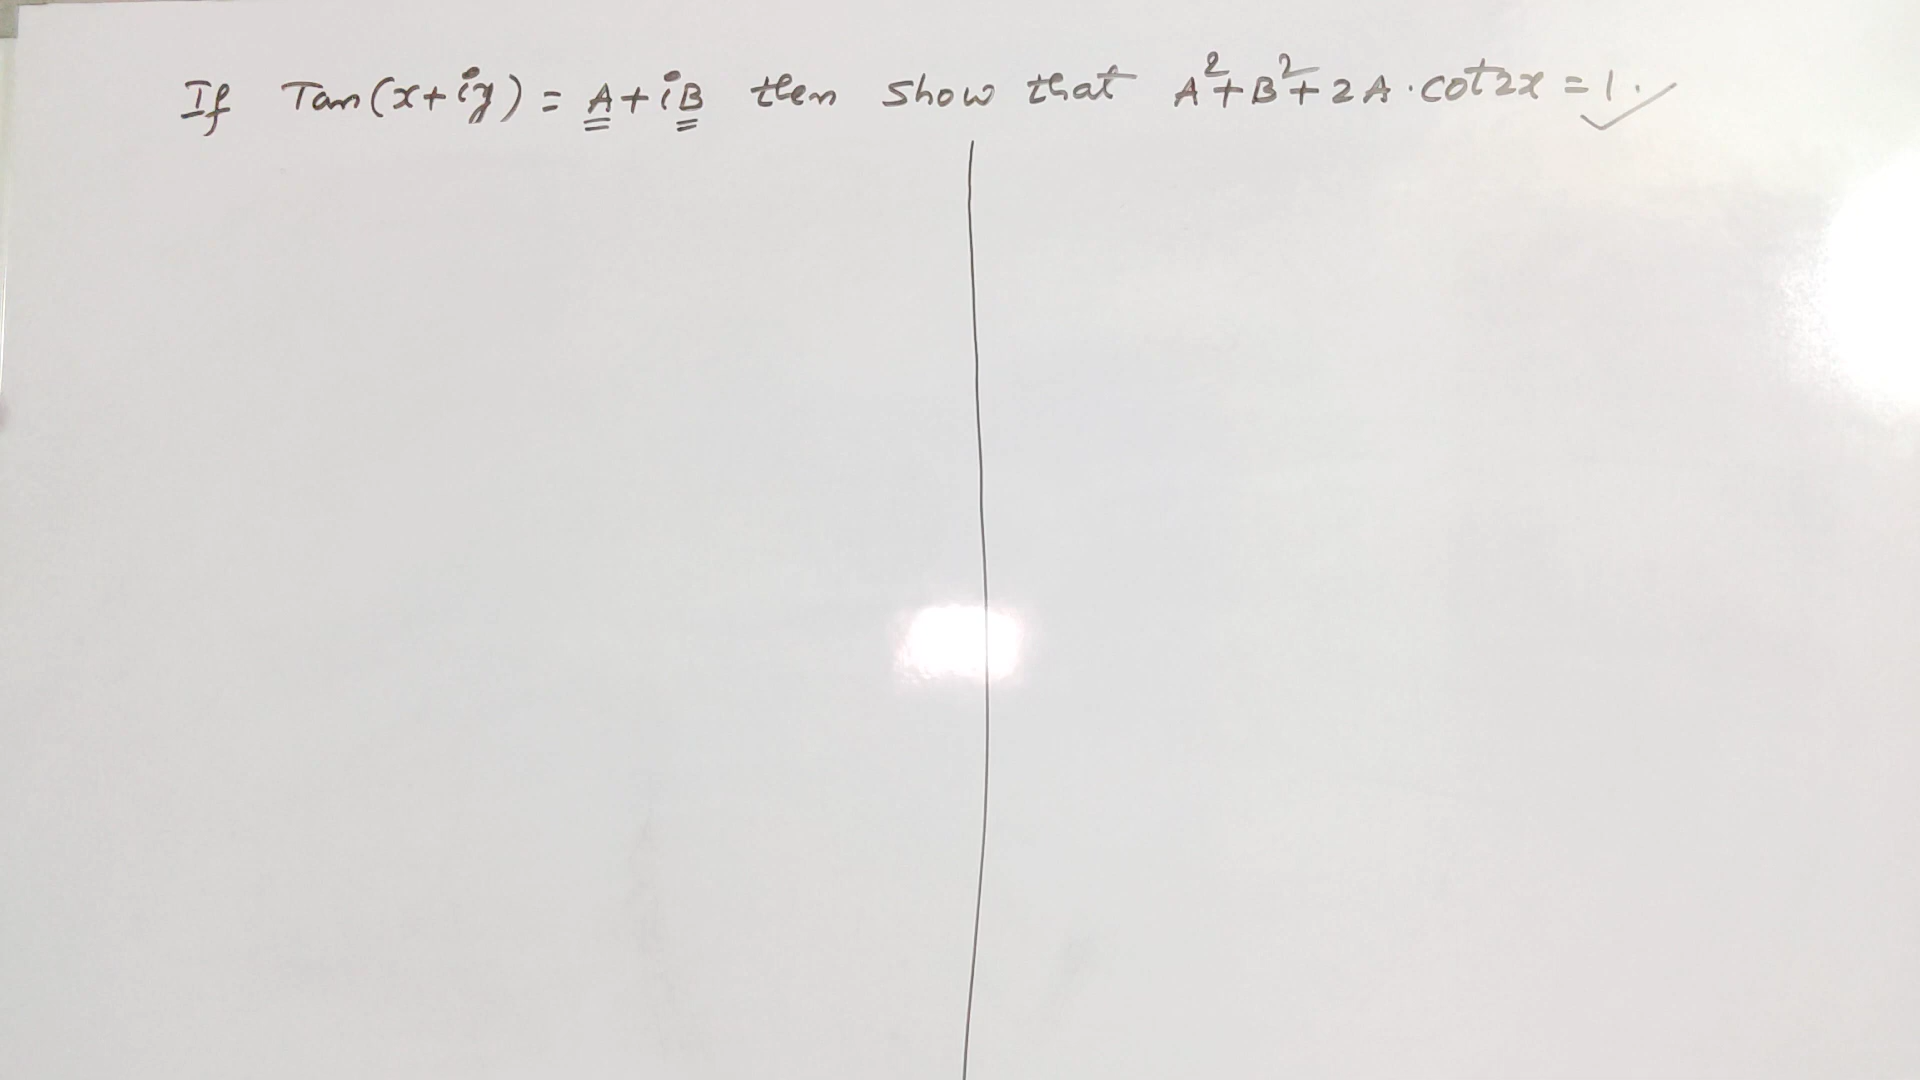 If Tan(x+iy) = A+iB then show that A²+B²+2A·cot2x = 1.